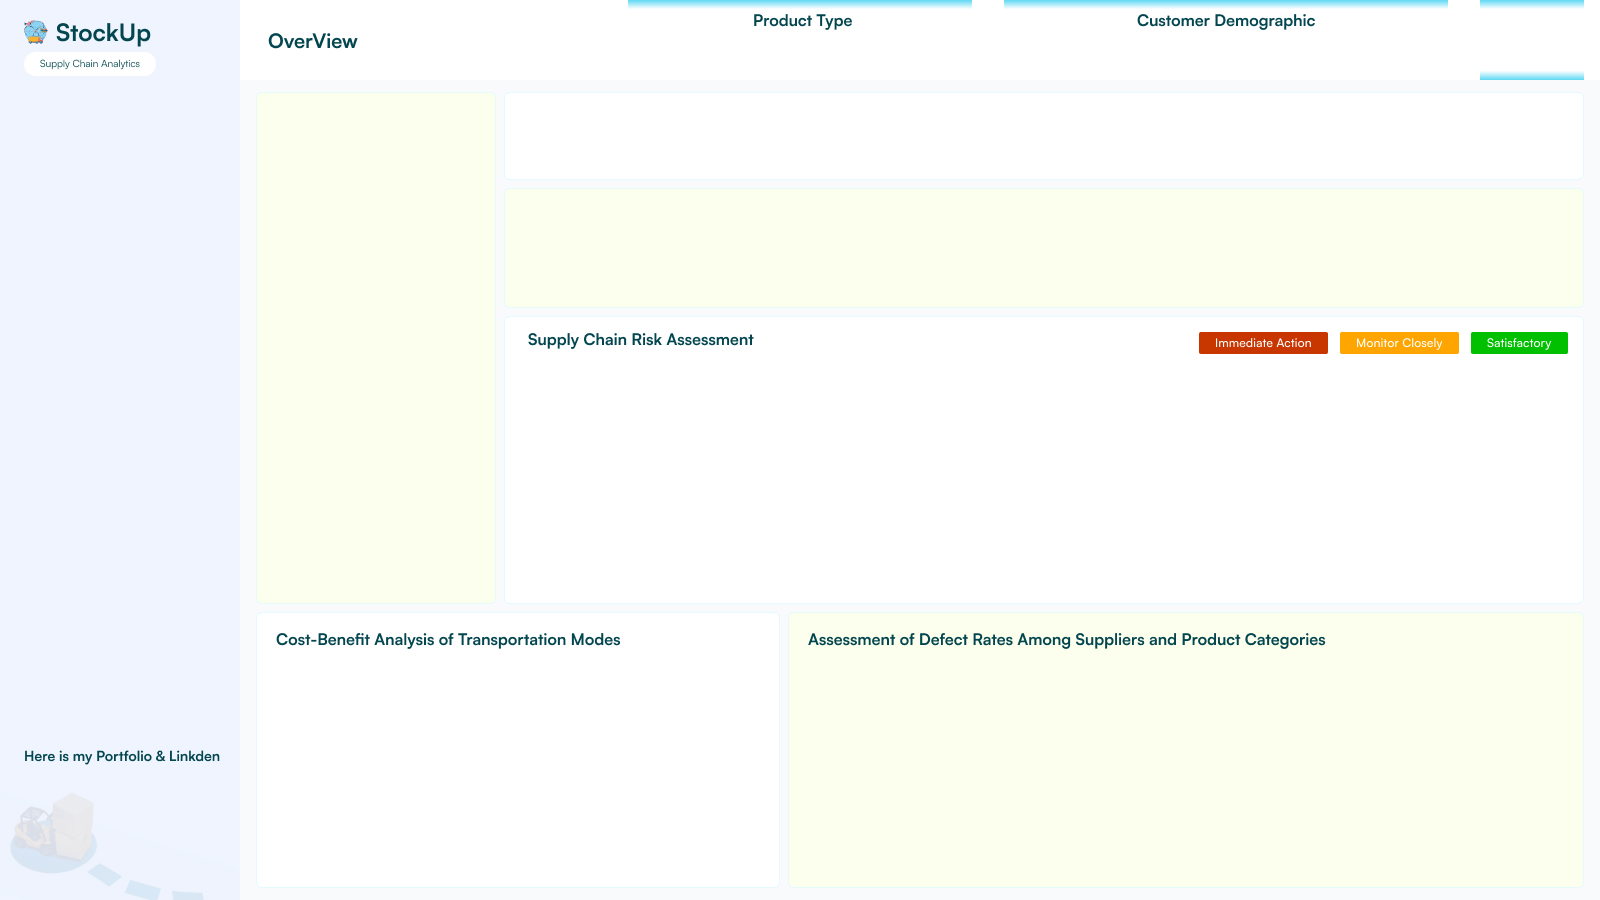 StockUp
Supply Chain Analytics
OverView
Product Type
Customer Demographic
Supply Chain Risk Assessment
Immediate Action
Monitor Closely
Satisfactory
Cost-Benefit Analysis of Transportation Modes
Assessment of Defect Rates Among Suppliers and Product Categories
Here is my Portfolio & Linkden